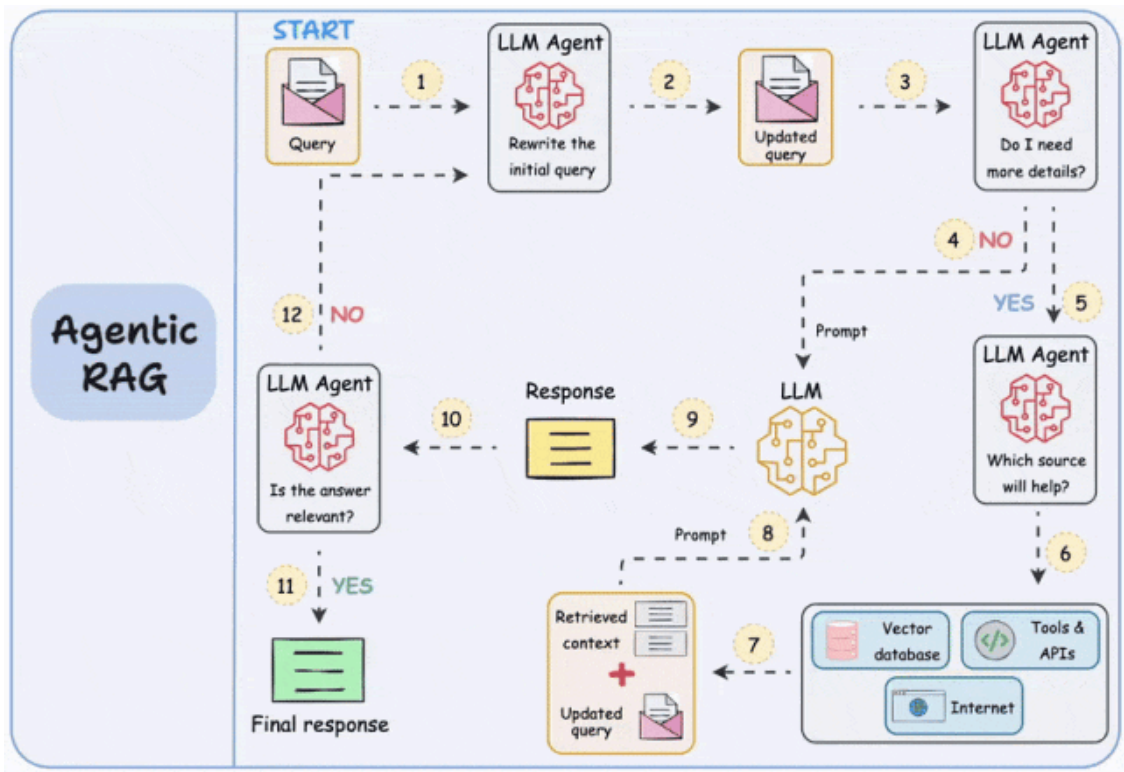 START
LLM Agent
LLM Agent
1
2
3
Query
Rewrite the
initial query
Updated
query
Do I need
more details?
4
NO
12
NO
YES
5
Agentic
RAG
Prompt
LLM Agent
LLM Agent
Response
LLM
10
9
Is the answer
relevant?
Which source
will help?
Prompt
8
6
11
YES
Retrieved
context
Vector
database
Tools &
APIs
7
Updated
query
Internet
Final response